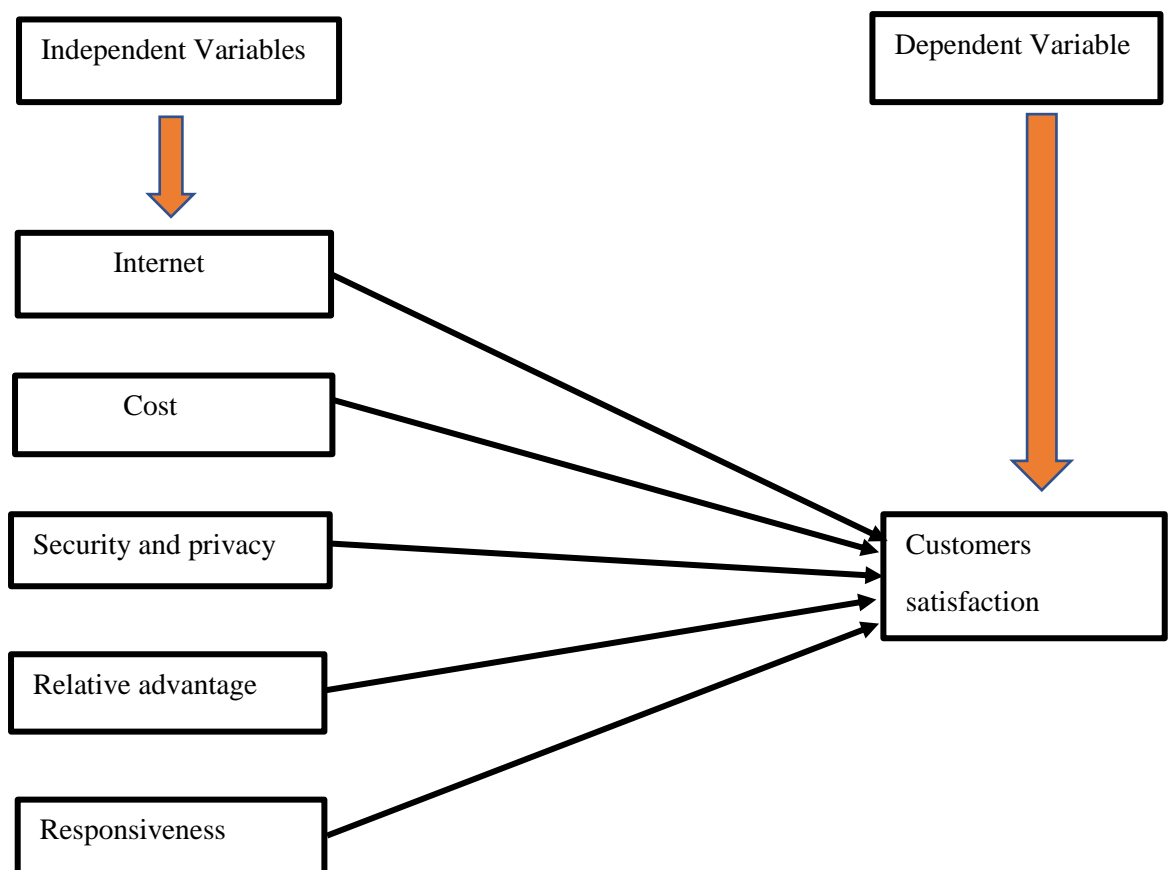 Independent Variables
Dependent Variable
Internet
Cost
Security and privacy
Customers
satisfaction
Relative advantage
Responsiveness